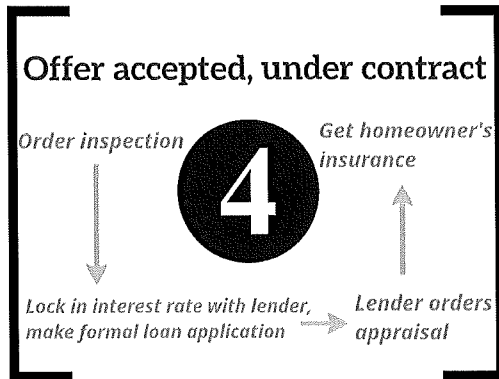 Offer accepted, under contract
Order inspection
4
Get homeowner's
insurance
Lock in interest rate with lender,
make formal loan application
Lender orders
appraisal